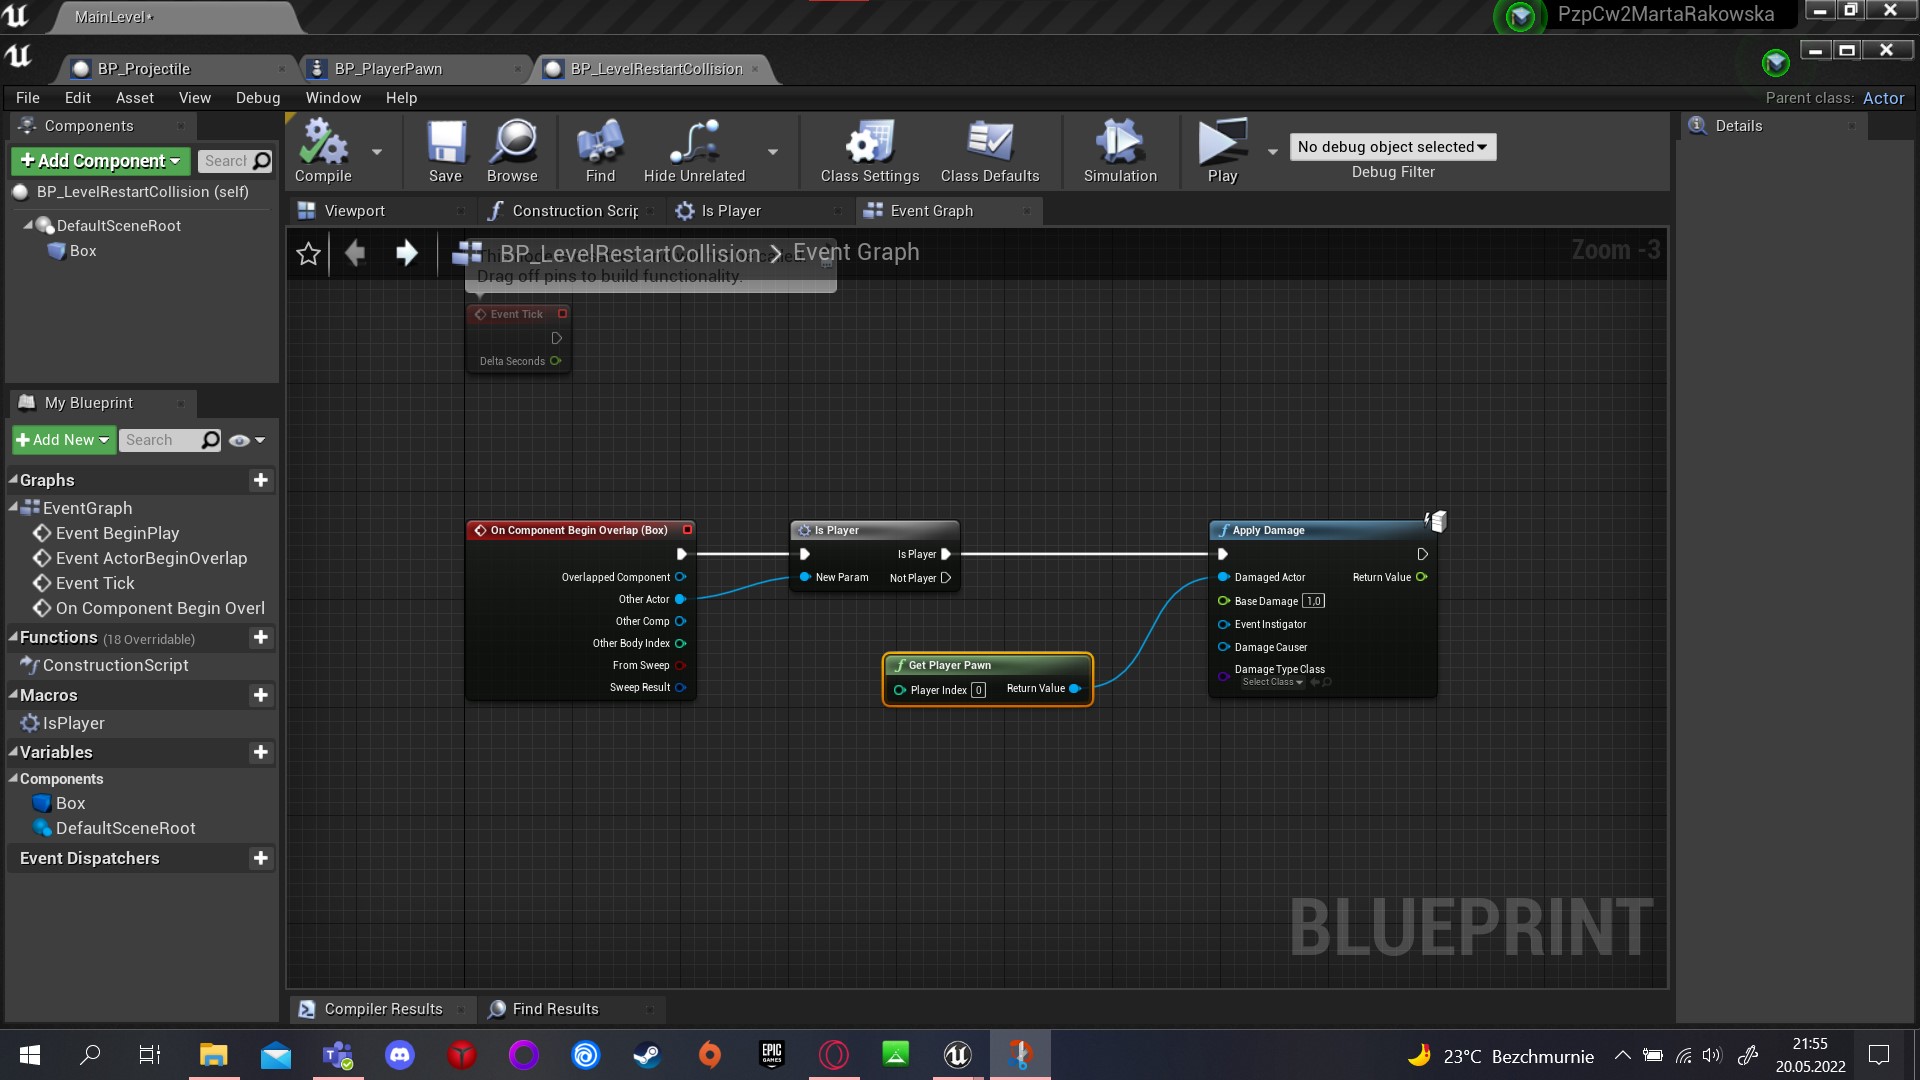 MainLevel*
PzpCw2MartaRakowska
BP_Projectile
BP_PlayerPawn
BP_LevelRestartCollision
File Edit Asset View Debug Window Help
Parent class: Actor
Components
Add Component
Search
BP_LevelRestartCollision (self)
DefaultSceneRoot
Box
Compile
Save
Browse
Find
Hide Unrelated
Class Settings
Class Defaults
Simulation
Play
No debug object selected
Debug Filter
Details
Viewport
Construction Scrip
Is Player
Event Graph
BP_LevelRestartCollision > Event Graph
Zoom -3
Drag off pins to build functionality.
Event Tick
Delta Seconds
My Blueprint
Add New
Search
Graphs
EventGraph
Event BeginPlay
Event ActorBeginOverlap
Event Tick
On Component Begin Overl
Functions (18 Overridable)
ConstructionScript
Macros
IsPlayer
Variables
Components
Box
DefaultSceneRoot
Event Dispatchers
On Component Begin Overlap (Box)
Overlapped Component
Other Actor
Other Comp
Other Body Index
From Sweep
Sweep Result
Is Player
Is Player
New Param
Not Player
Get Player Pawn
Player Index 0
Return Value
Apply Damage
Damaged Actor
Return Value
Base Damage 1,0
Event Instigator
Damage Causer
Damage Type Class
Select Class
BLUEPRINT
Compiler Results
Find Results
EPIC
GAMES
23°C Bezchmurnie
21:55
20.05.2022